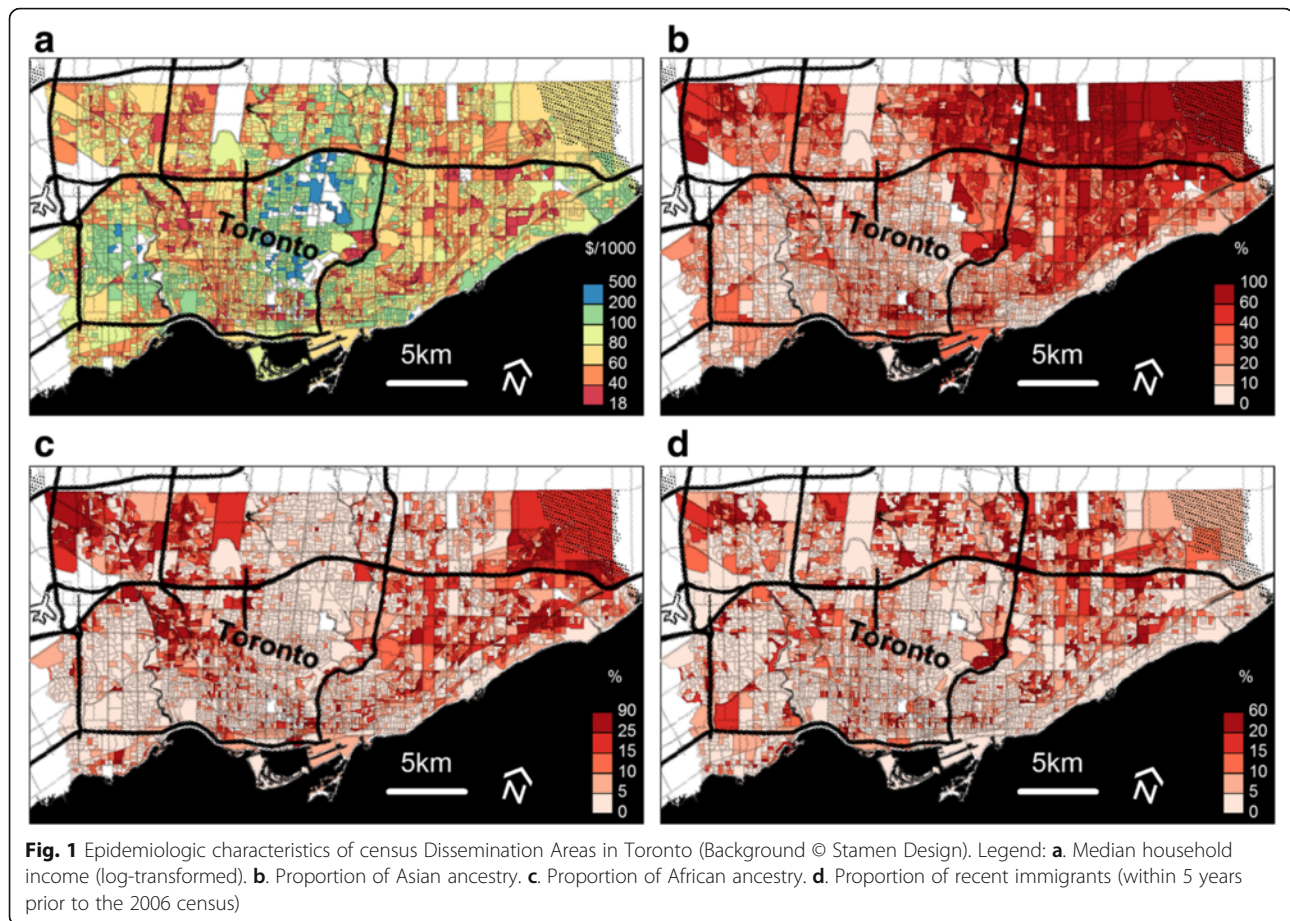 a
b
Toronto
$/1000
500
200
100
80
60
40
18
5km
N
Toronto
%
100
60
40
30
20
10
0
5km
N
c
d
Toronto
%
90
25
15
10
5
0
5km
N
Toronto
%
60
20
15
10
5
0
5km
N
Fig. 1 Epidemiologic characteristics of census Dissemination Areas in Toronto (Background © Stamen Design). Legend: a. Median household
income (log-transformed). b. Proportion of Asian ancestry. c. Proportion of African ancestry. d. Proportion of recent immigrants (within 5 years
prior to the 2006 census)